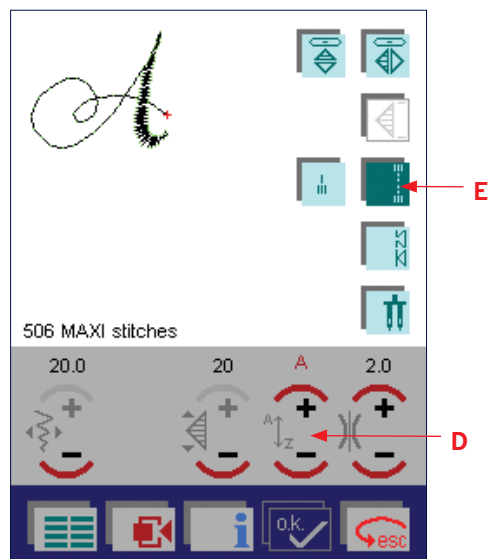 E
506 MAXI stitches
20.0 20 A 2.0
+ + + +
A Z
D
- - - -
i o.k. esc